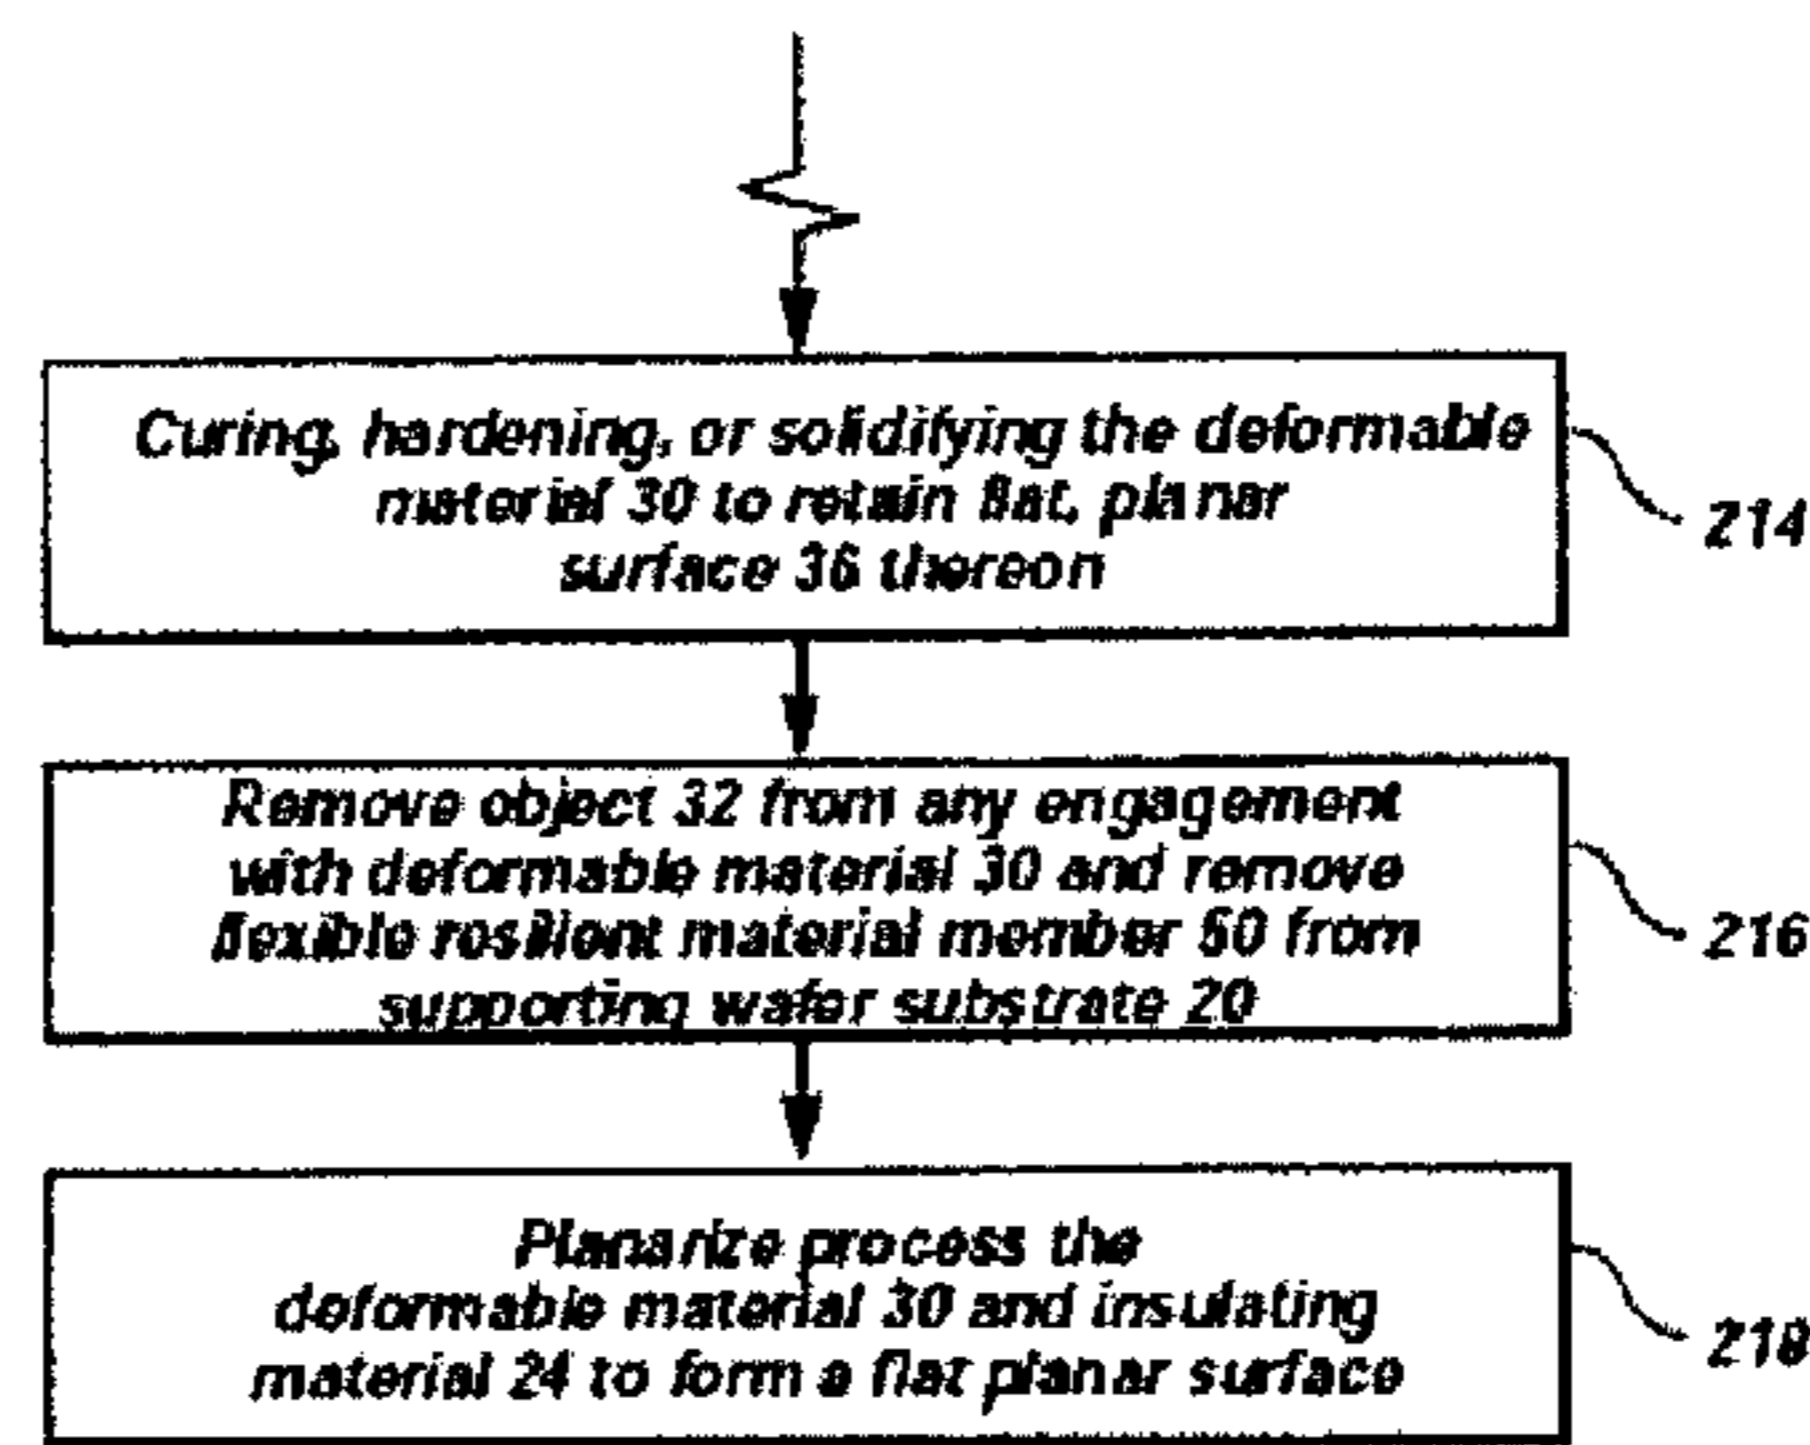 Curing, hardening, or solidifying the deformable
material 30 to retain flat, planar
surface 36 thereon
214
Remove object 32 from any engagement
with deformable material 30 and remove
flexible resilient material member 50 from
supporting wafer substrate 20
216
Planarize process the
deformable material 30 and insulating
material 24 to form a flat planar surface
218